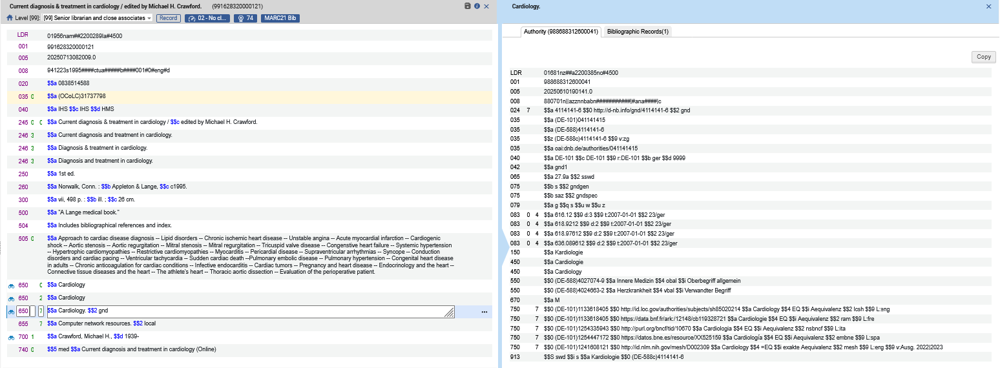 Current diagnosis & treatment in cardiology / edited by Michael H. Crawford. (991628320000121)
Level [99]: [99] Senior librarian and close associates Record 02 - No cl... 74 MARC21 Bib
LDR 01956nam##2200289Ia#4500
001 991628320000121
005 20250713082009.0
008 941223s1995####ctua#####b####001#0#eng#d
020 $$a 0838514588
035 0 $$a (OCoLC)31737798
040 $$a IHS $$c IHS $$d HMS
245 0 0 $$a Current diagnosis & treatment in cardiology / $$c edited by Michael H. Crawford.
246 3 $$a Current diagnosis and treatment in cardiology.
246 3 $$a Diagnosis & treatment in cardiology.
246 3 $$a Diagnosis and treatment in cardiology.
250 $$a 1st ed.
260 $$a Norwalk, Conn. : $$b Appleton & Lange, $$c c1995.
300 $$a vii, 498 p. : $$b ill. ; $$c 26 cm.
500 $$a "A Lange medical book."
504 $$a Includes bibliographical references and index.
505 0 $$a Approach to cardiac disease diagnosis -- Lipid disorders -- Chronic ischemic heart disease -- Unstable angina -- Acute myocardial infarction -- Cardiogenic
shock -- Aortic stenosis -- Aortic regurgitation -- Mitral stenosis -- Mitral regurgitation -- Tricuspid valve disease -- Congenstive heart failure -- Systemic hypertension
-- Hypertrophic cardiomyopathies -- Restrictive cardiomyopathies -- Myocarditis -- Pericardial disease -- Supraventricular arrhythmias -- Syncope -- Conduction
disorders and cardiac pacing -- Ventricular tachycardia -- Sudden cardiac death --Pulmonary embolic disease -- Pulmonary hypertension -- Congenital heart disease
in adults -- Chronic anticoagulation for cardiac conditions -- Infective endocarditis -- Cardiac tumors -- Pregnancy and heart disease -- Endocrinology and the heart --
Connective tissue diseases and the heart -- The athlete's heart -- Thoracic aortic dissection -- Evaluation of the perioperative patient.
650 0 $$a Cardiology
650 2 $$a Cardiology
650 7 $$a Cardiology. $$2 gnd
655 7 $$a Computer network resources. $$2 local
700 1 $$a Crawford, Michael H., $$d 1939-
740 0 $$5 med $$a Current diagnosis and treatment in cardiology (Online)
Cardiology.
Authority (988688312600041) Bibliographic Records(1)
Copy
LDR 01681nz##a2200385nc#4500
001 988688312600041
005 20250610190141.0
008 880701n||azznnbabn###########|#ana####|c
024 7 $$a 4114141-6 $$0 http://d-nb.info/gnd/4114141-6 $$2 gnd
035 $$a (DE-101)041141415
035 $$a (DE-588)4114141-6
035 $$z (DE-588c)4114141-6 $$9 v:zg
035 $$a oai:dnb.de/authorities/041141415
040 $$a DE-101 $$c DE-101 $$9 r:DE-101 $$b ger $$d 9999
042 $$a gnd1
065 $$a 27.9a $$2 sswd
075 $$b s $$2 gndgen
075 $$b saz $$2 gndspec
079 $$a g $$q s $$u w $$u z
083 0 4 $$a 616.12 $$9 d:3 $$9 t:2007-01-01 $$2 23/ger
083 0 4 $$a 618.9212 $$9 d:2 $$9 t:2007-01-01 $$2 23/ger
083 0 4 $$a 618.97612 $$9 d:2 $$9 t:2007-01-01 $$2 23/ger
083 0 4 $$a 636.089612 $$9 d:2 $$9 t:2007-01-01 $$2 23/ger
150 $$a Kardiologie
450 $$a Cardiologie
450 $$a Cardiology
550 $$0 (DE-588)4027074-9 $$a Innere Medizin $$4 obal $$i Oberbegriff allgemein
550 $$0 (DE-588)4024663-2 $$a Herzkrankheit $$4 vbal $$i Verwandter Begriff
670 $$a M
750 7 $$0 (DE-101)1133618405 $$0 http://id.loc.gov/authorities/subjects/sh85020214 $$a Cardiology $$4 EQ $$i Aequivalenz $$2 lcsh $$9 L:eng
750 7 $$0 (DE-101)1133618405 $$0 https://data.bnf.fr/ark:/12148/cb119328721 $$a Cardiologie $$4 EQ $$i Aequivalenz $$2 ram $$9 L:fre
750 7 $$0 (DE-101)1254335943 $$0 http://purl.org/bncf/tid/10670 $$a Cardiologia $$4 EQ $$i Aequivalenz $$2 nsbncf $$9 L:ita
750 7 $$0 (DE-101)1254447172 $$0 https://datos.bne.es/resource/XX525159 $$a Cardiología $$4 EQ $$i Aequivalenz $$2 embne $$9 L:spa
750 7 $$0 (DE-101)1241608121 $$0 http://id.nlm.nih.gov/mesh/D002309 $$a Cardiology $$4 =EQ $$i exakte Aequivalenz $$2 mesh $$9 L:eng $$9 v:Ausg. 2022|2023
913 $$S swd $$i s $$a Kardiologie $$0 (DE-588c)4114141-6